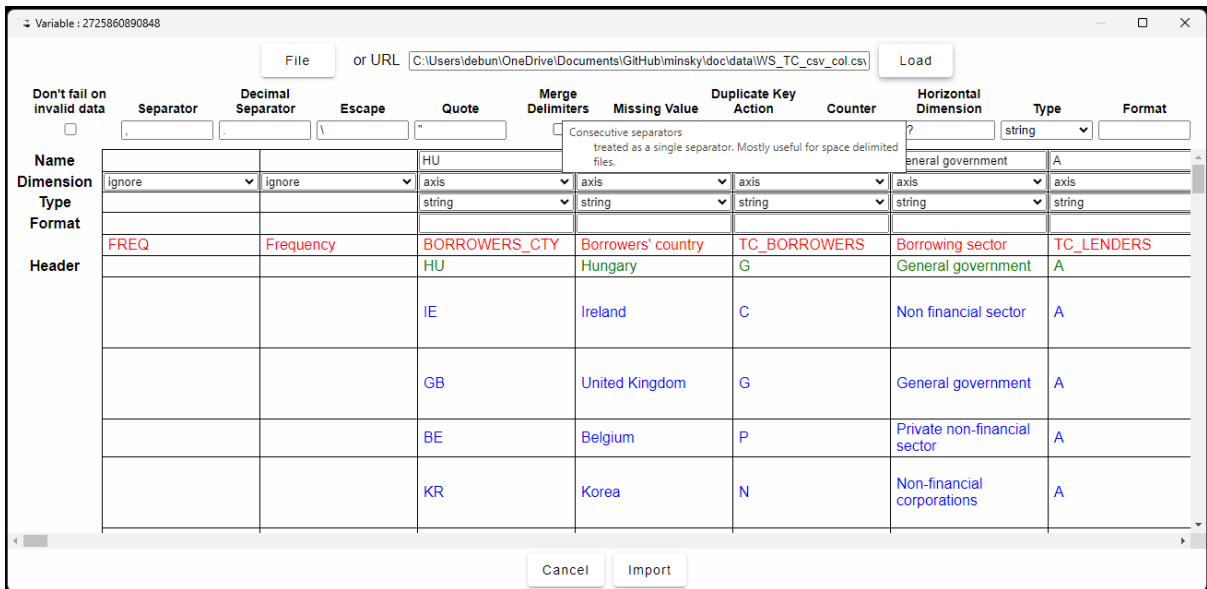 Variable : 2725860890848
File or URL C:\Users\debun\OneDrive\Documents\GitHub\minsky\doc\data\WS_TC_csv_col.csv Load
Don't fail on invalid data Separator Decimal Separator Escape Quote Merge Delimiters Missing Value Duplicate Key Action Counter Horizontal Dimension Type Format
, . \ " ? string
Consecutive separators
treated as a single separator. Mostly useful for space delimited
files.
Name HU eneral government A
Dimension ignore ignore axis axis axis axis axis
Type string string string string string
Format
FREQ Frequency BORROWERS_CTY Borrowers' country TC_BORROWERS Borrowing sector TC_LENDERS
Header HU Hungary G General government A
IE Ireland C Non financial sector A
GB United Kingdom G General government A
BE Belgium P Private non-financial sector A
KR Korea N Non-financial corporations A
Cancel Import